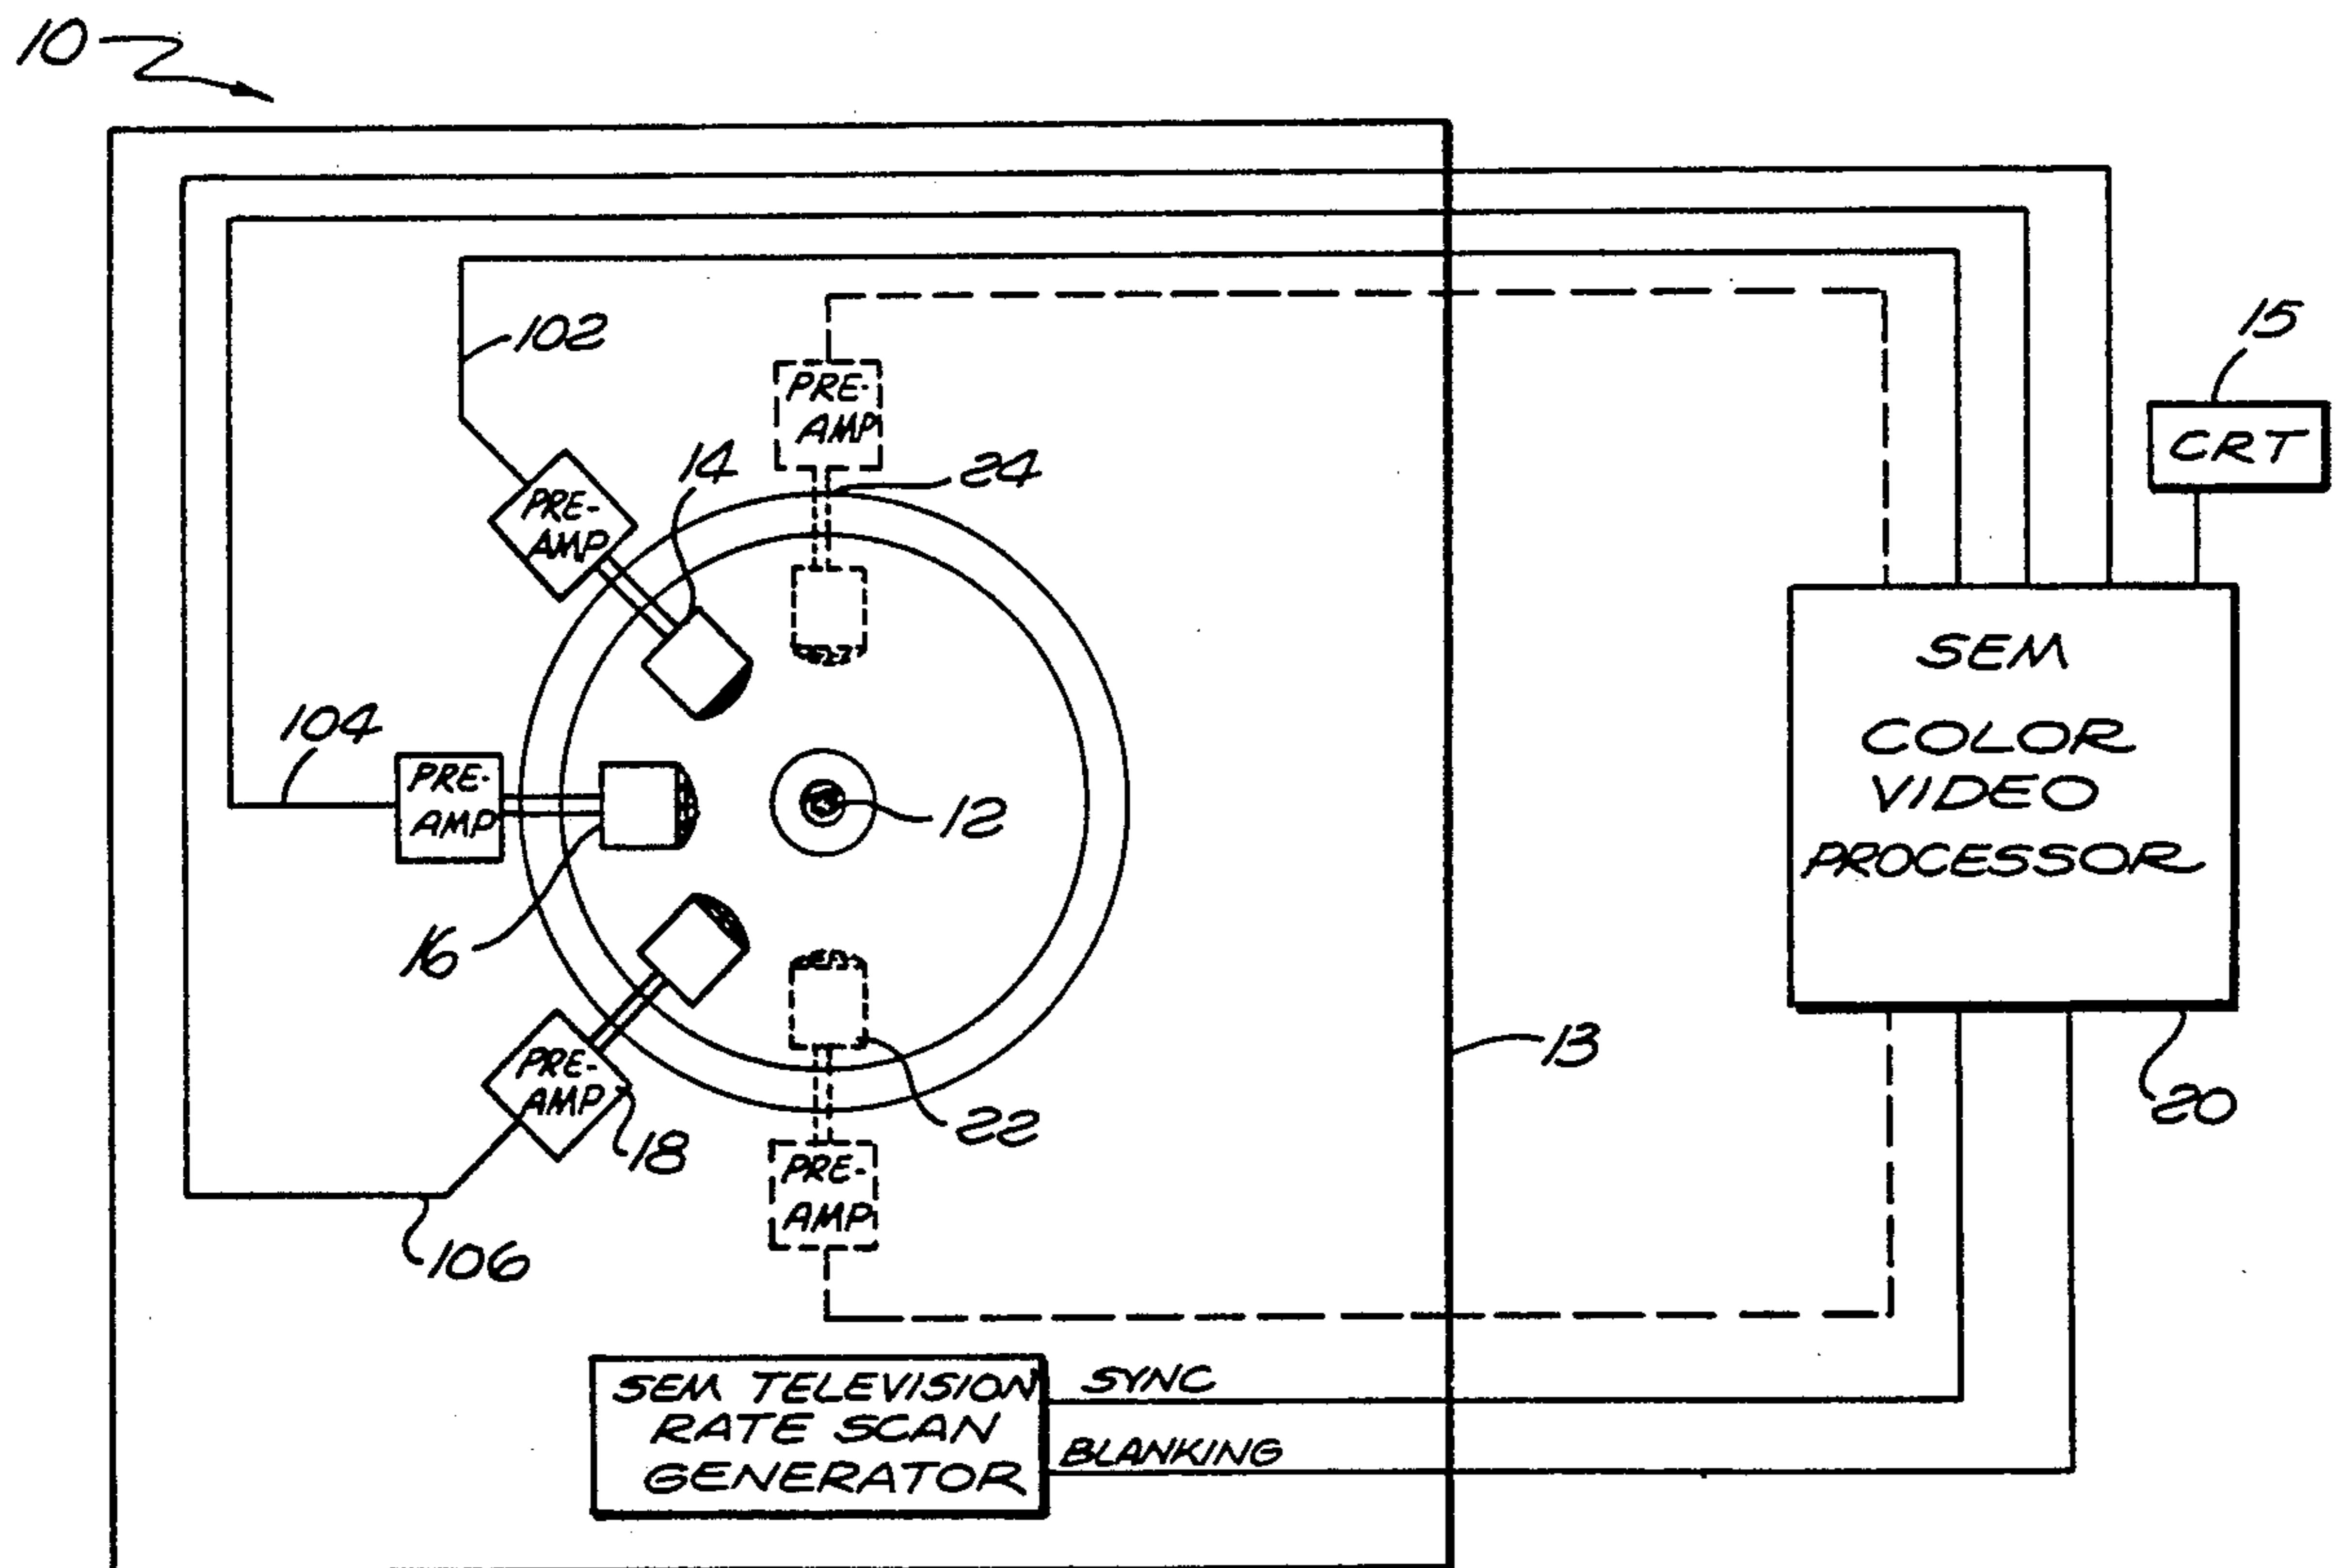 10
102
15
PRE-
AMP
CRT
14
24
PRE-
AMP
SEM
COLOR
VIDEO
PROCESSOR
104
PRE-
AMP
12
16
13
PRE-
AMP
18
22
20
PRE-
AMP
106
SEM TELEVISION
RATE SCAN
GENERATOR
SYNC
BLANKING